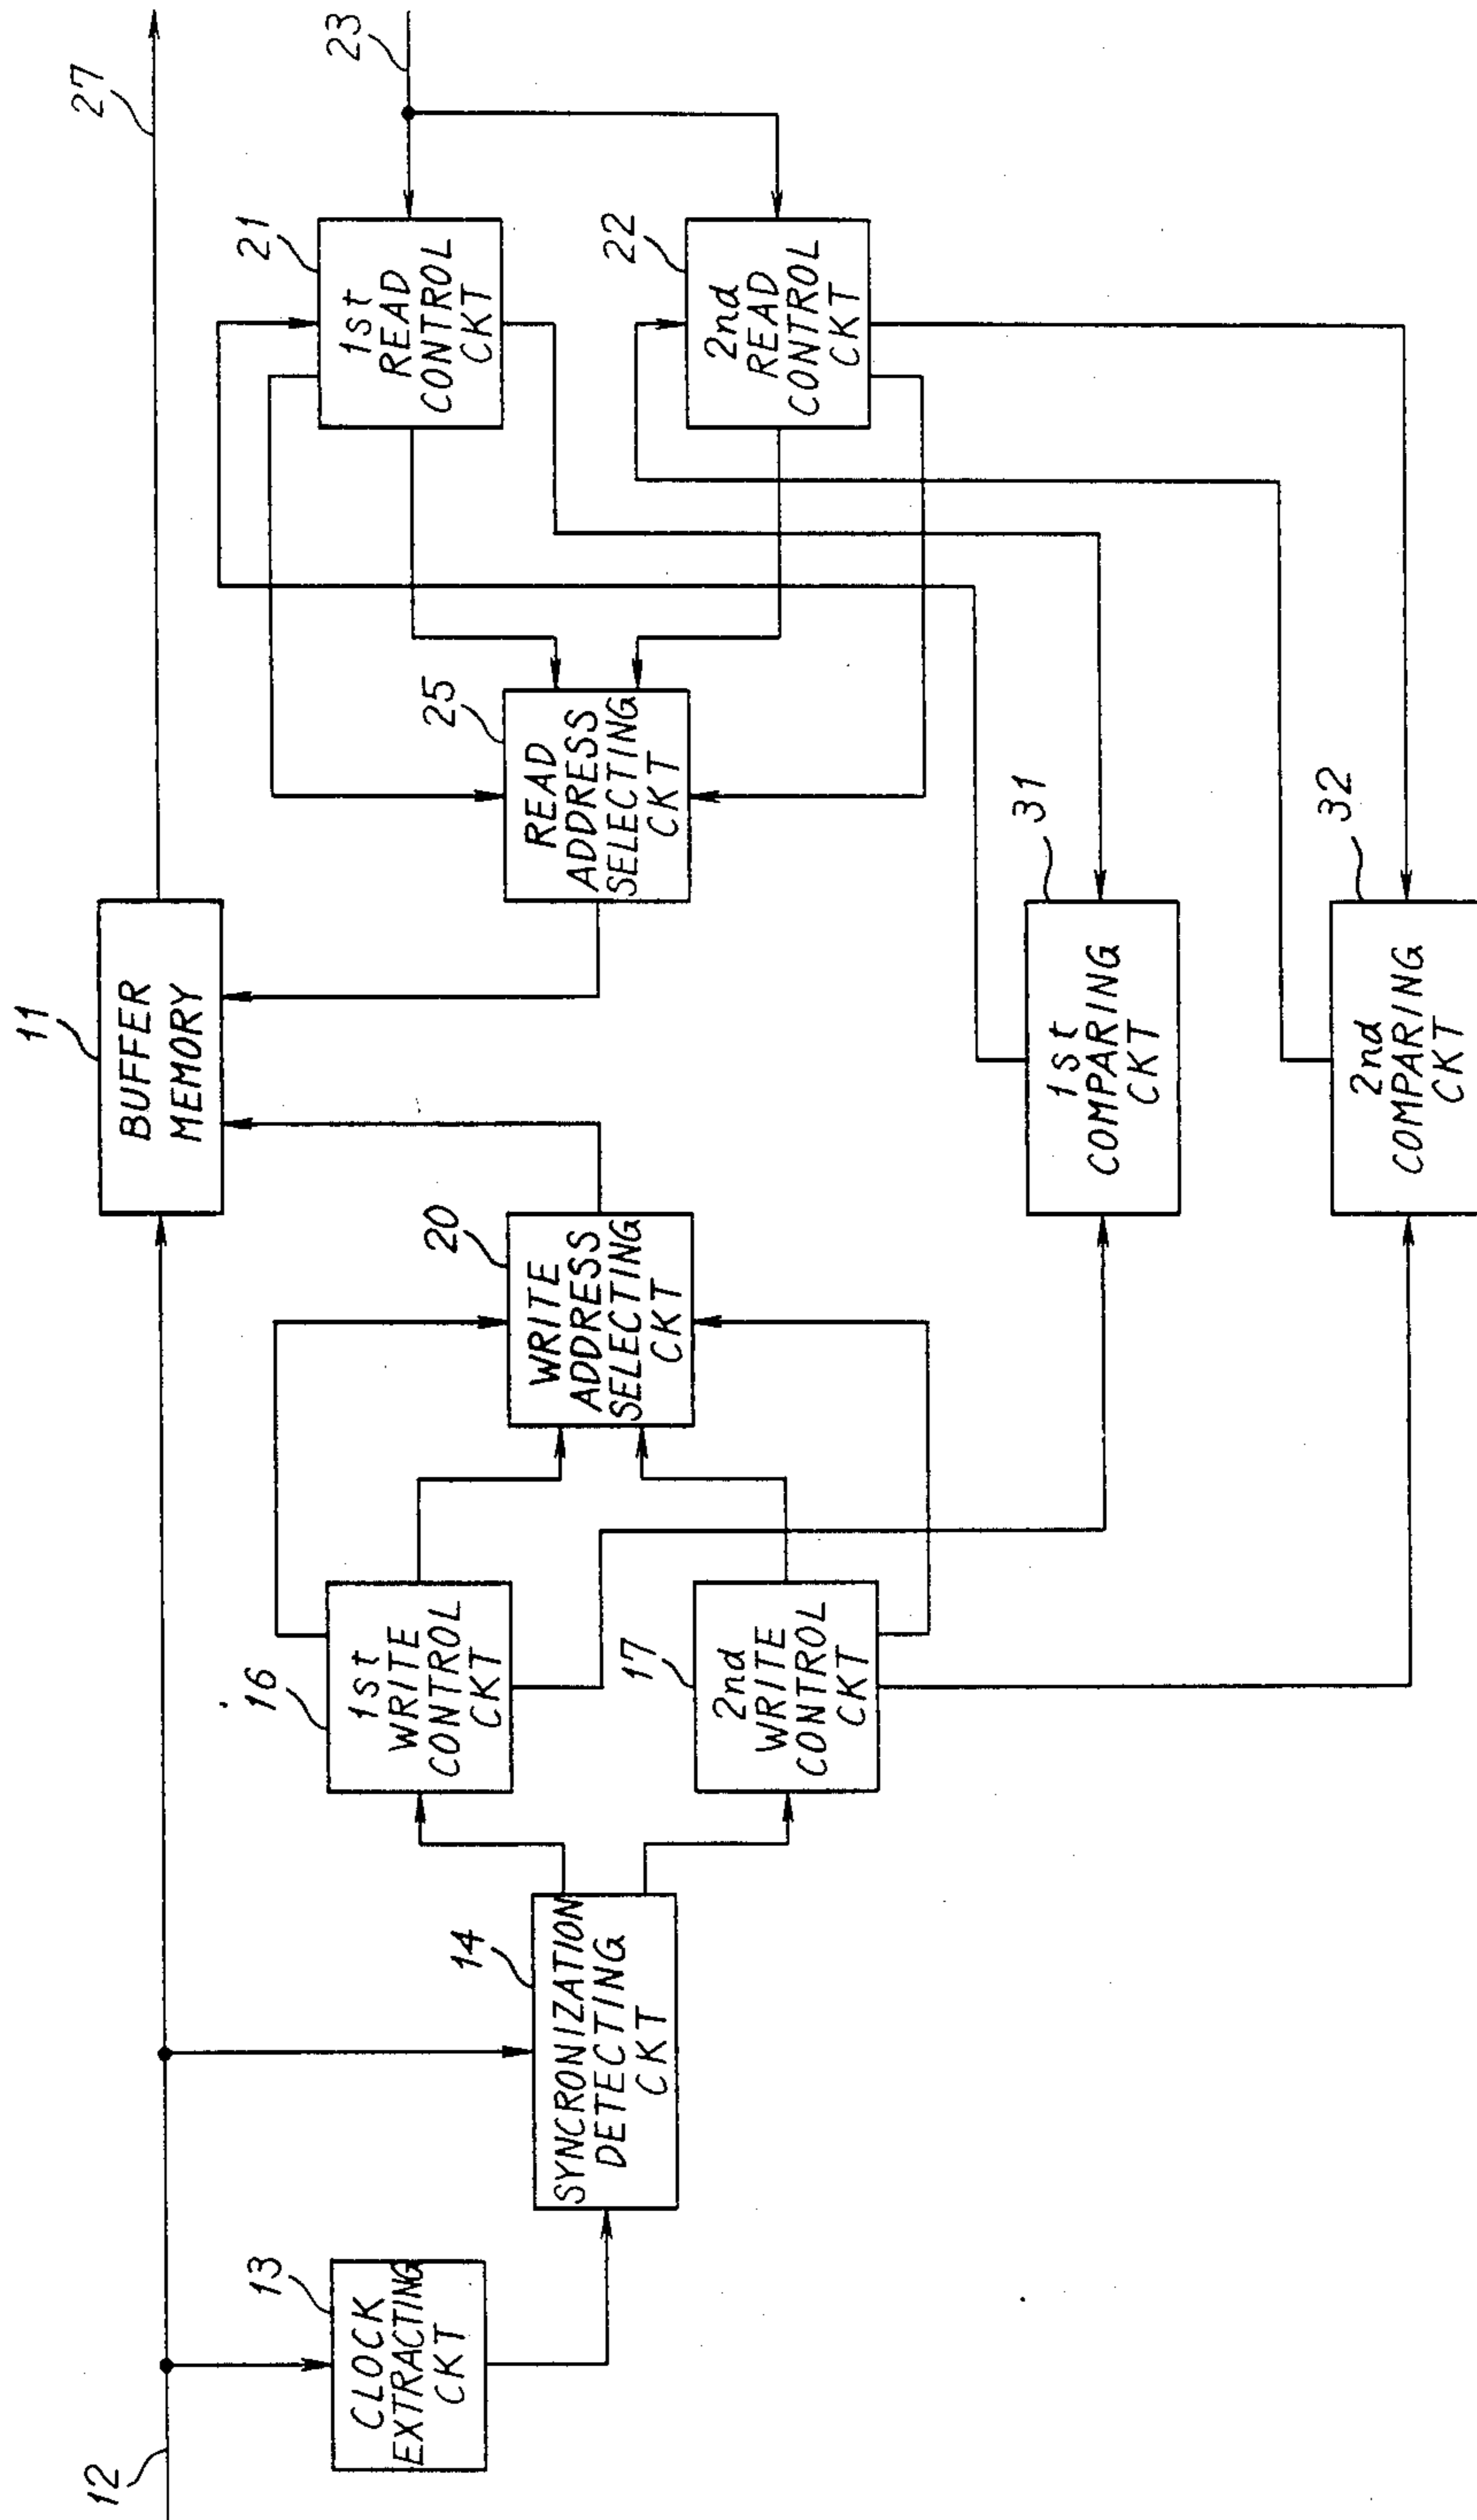 12
13
CLOCK
EXTRACTING
CKT
14
SYNCRONIZATION
DETECTING
CKT
16
1st
WRITE
CONTROL
CKT
17
2nd
WRITE
CONTROL
CKT
20
WRITE
ADDRESS
SELECTING
CKT
11
BUFFER
MEMORY
25
READ
ADDRESS
SELECTING
CKT
21
1st
READ
CONTROL
CKT
22
2nd
READ
CONTROL
CKT
27
23
31
1st
COMPARING
CKT
32
2nd
COMPARING
CKT